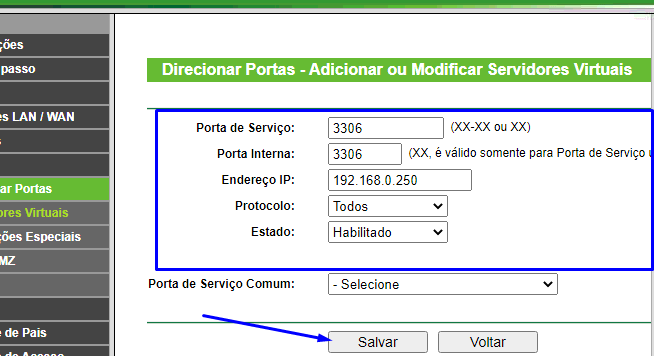 ções
passo
es LAN / WAN
s
ar Portas
ores Virtuais
ções Especiais
MZ
e de Pais
de Acesso
Direcionar Portas - Adicionar ou Modificar Servidores Virtuais
Porta de Serviço: 3306 (XX-XX ou XX)
Porta Interna: 3306 (XX, é válido somente para Porta de Serviço u
Endereço IP: 192.168.0.250
Protocolo: Todos
Estado: Habilitado
Porta de Serviço Comum: - Selecione
Salvar Voltar